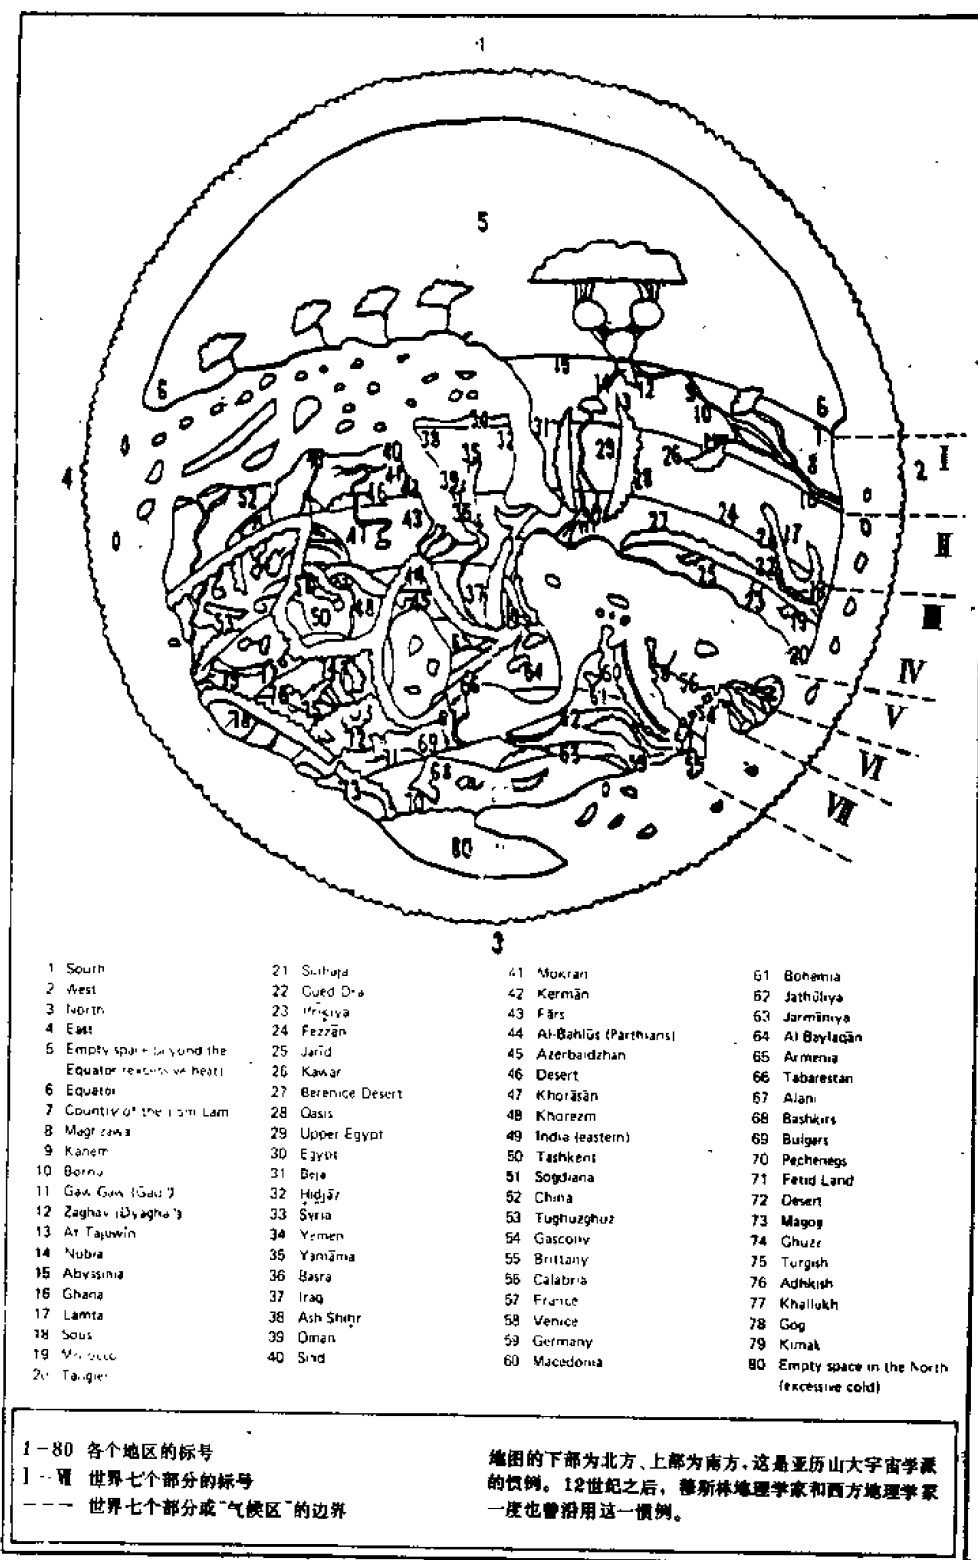 1
5
4
2
I
II
III
IV
V
VI
VII
80
3
1 South
2 West
3 North
4 East
5 Empty space beyond the
Equator (excessive heat)
6 Equator
7 Country of the Lam Lam
8
9 Kanem
10 Bornu
11 Gaw Gaw
12 Zaghaw
13 At Tajuwin
14 Nubia
15 Abyssinia
16 Ghana
17 Lamta
18 Sous
19 Morocco
20 Tangier
21
22 Oued Dra
23
24 Fezzān
25 Jarīd
26 Kawar
27 Berenice Desert
28 Oasis
29 Upper Egypt
30 Egypt
31 Beja
32 Ḥidjāz
33 Syria
34 Yemen
35 Yamāma
36 Basra
37 Iraq
38 Ash Shiḥr
39 Oman
40 Sind
41 Mokran
42 Kermān
43 Fārs
44 Al-Bahlūs (Parthians)
45 Azerbaidzhan
46 Desert
47 Khorāsān
48 Khorezm
49 India (eastern)
50 Tashkent
51 Sogdiana
52 China
53 Tughuzghuz
54 Gascony
55 Brittany
56 Calabria
57 France
58 Venice
59 Germany
60 Macedonia
61 Bohemia
62 Jathūliya
63 Jarmāniya
64 Al Baylaqān
65 Armenia
66 Tabarestan
67 Alani
68 Bashkirs
69 Bulgars
70 Pechenegs
71 Fetid Land
72 Desert
73 Magog
74 Ghuzz
75 Turgish
76 Adhkish
77 Khallukh
78 Gog
79 Kimak
80 Empty space in the North
(excessive cold)
1-80 各个地区的标号
I-VII 世界七个部分的标号
--- 世界七个部分或“气候区”的边界
地图的下部为北方、上部为南方，这是亚历山大宇宙学派
的惯例。12世纪之后，穆斯林地理学家和西方地理学家
一度也曾沿用这一惯例。